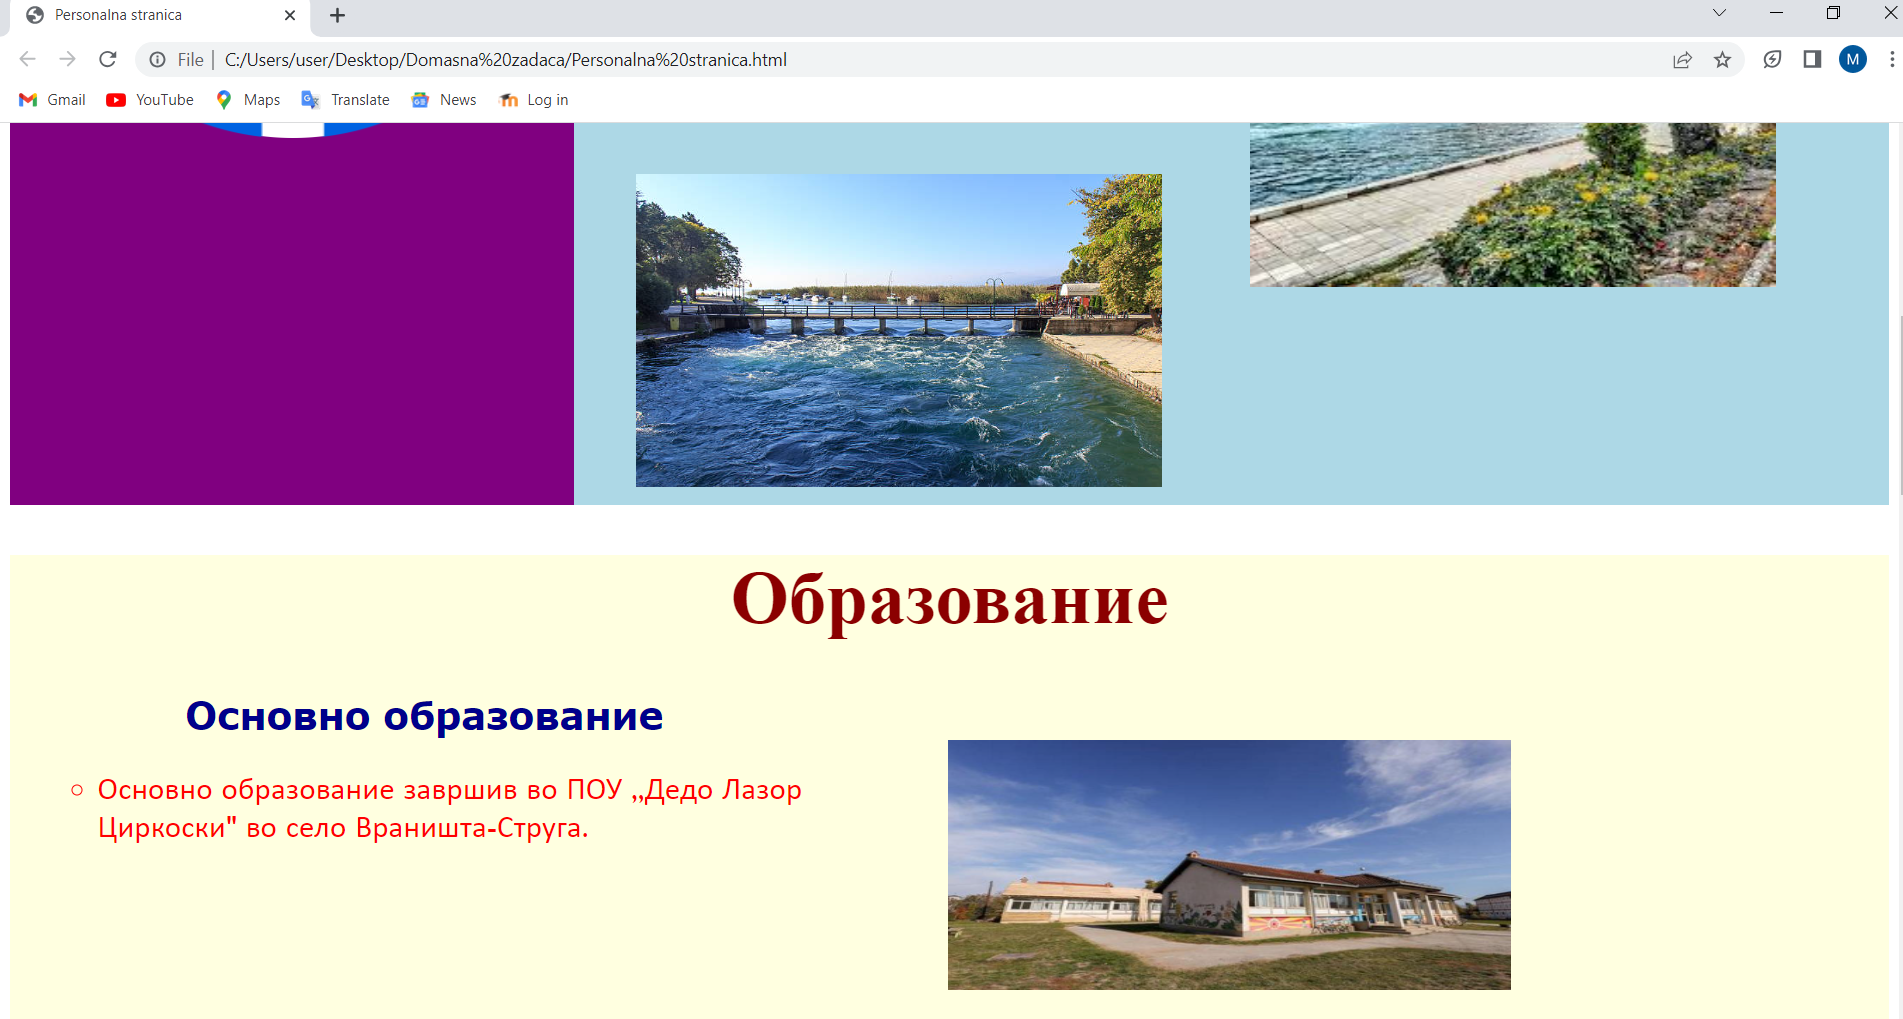 Personalna stranica
File
C:/Users/user/Desktop/Domasna%20zadaca/Personalna%20stranica.html
M
Gmail
YouTube
Maps
Translate
News
Log in
Образование
Основно образование
Основно образование завршив во ПОУ ,,Дедо Лазор
Циркоски" во село Враништа-Струга.